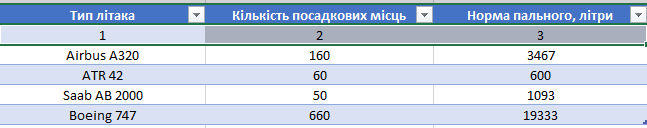 Тип літака Кількість посадкових місць Норма пального, літри
1 2 3
Airbus A320 160 3467
ATR 42 60 600
Saab AB 2000 50 1093
Boeing 747 660 19333